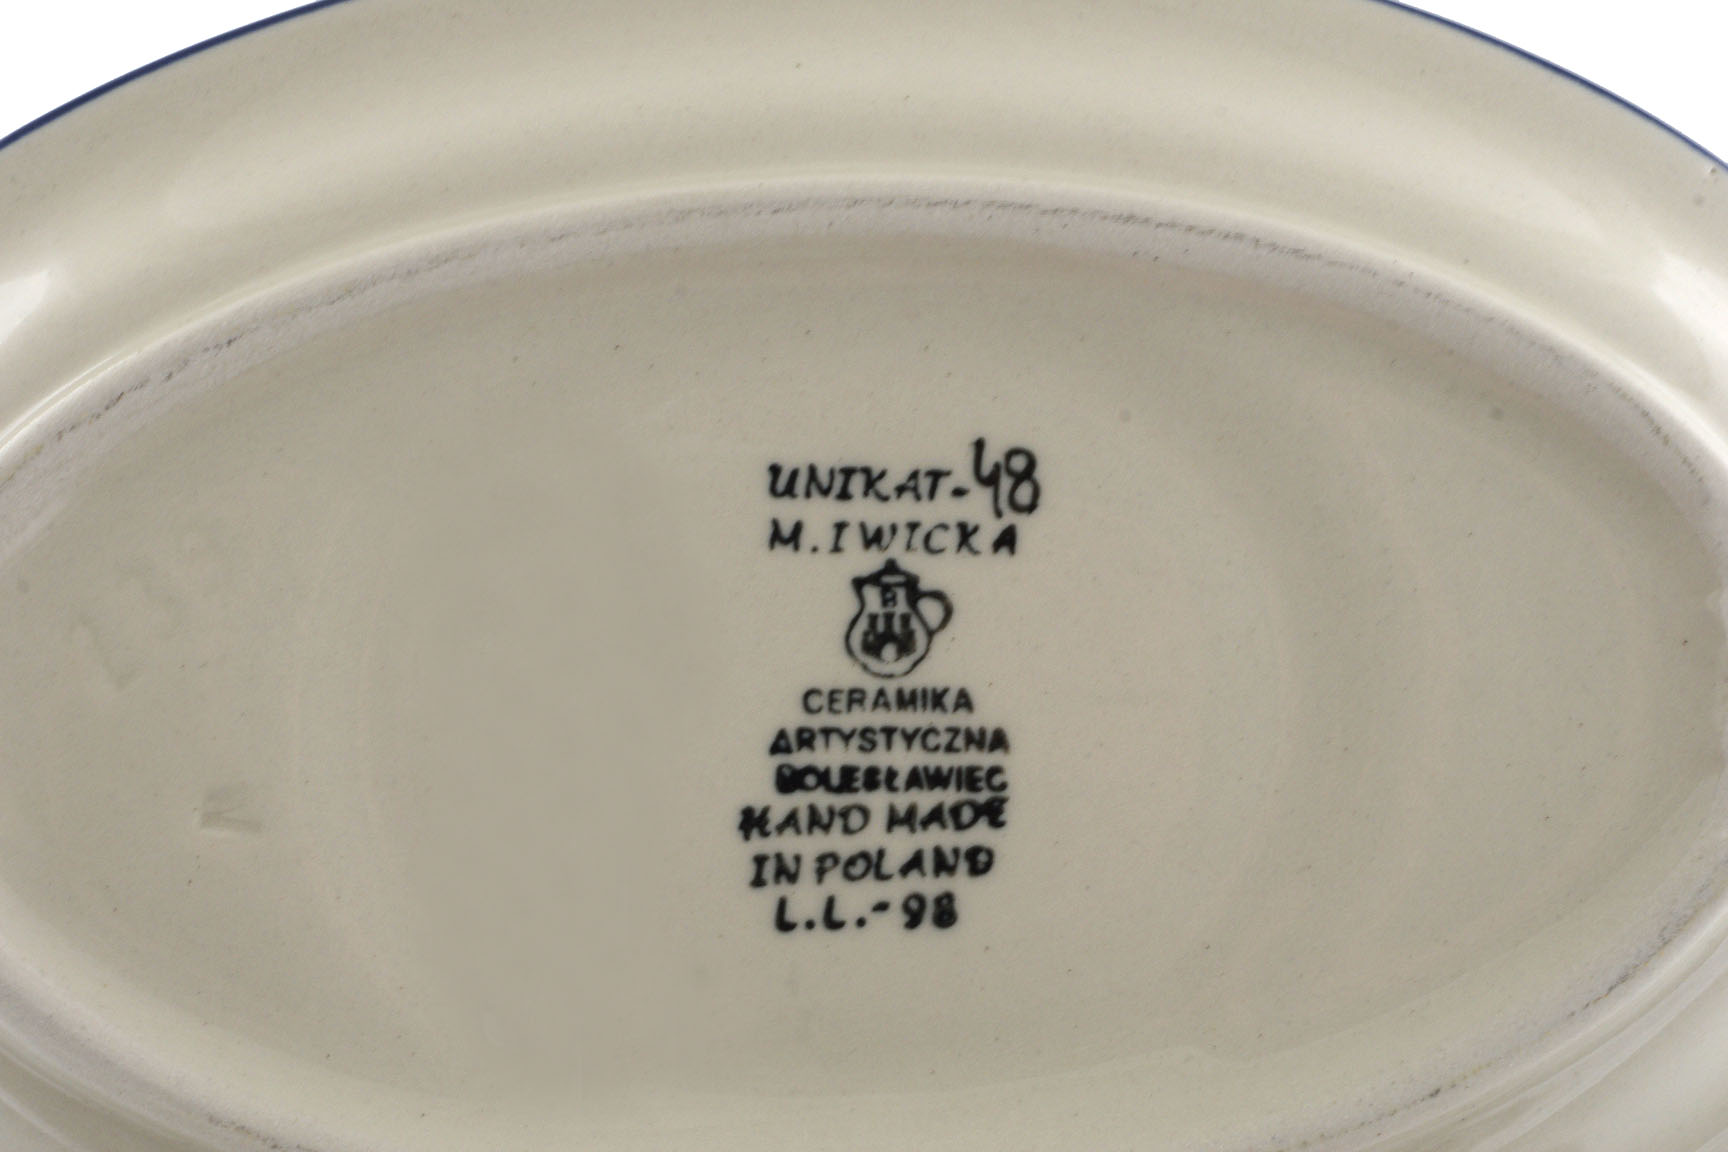 UNIKAT-48
M. IWICKA
B
CERAMIKA
ARTYSTYCZNA
BOLESŁAWIEC
HAND MADE
IN POLAND
L.L.-98